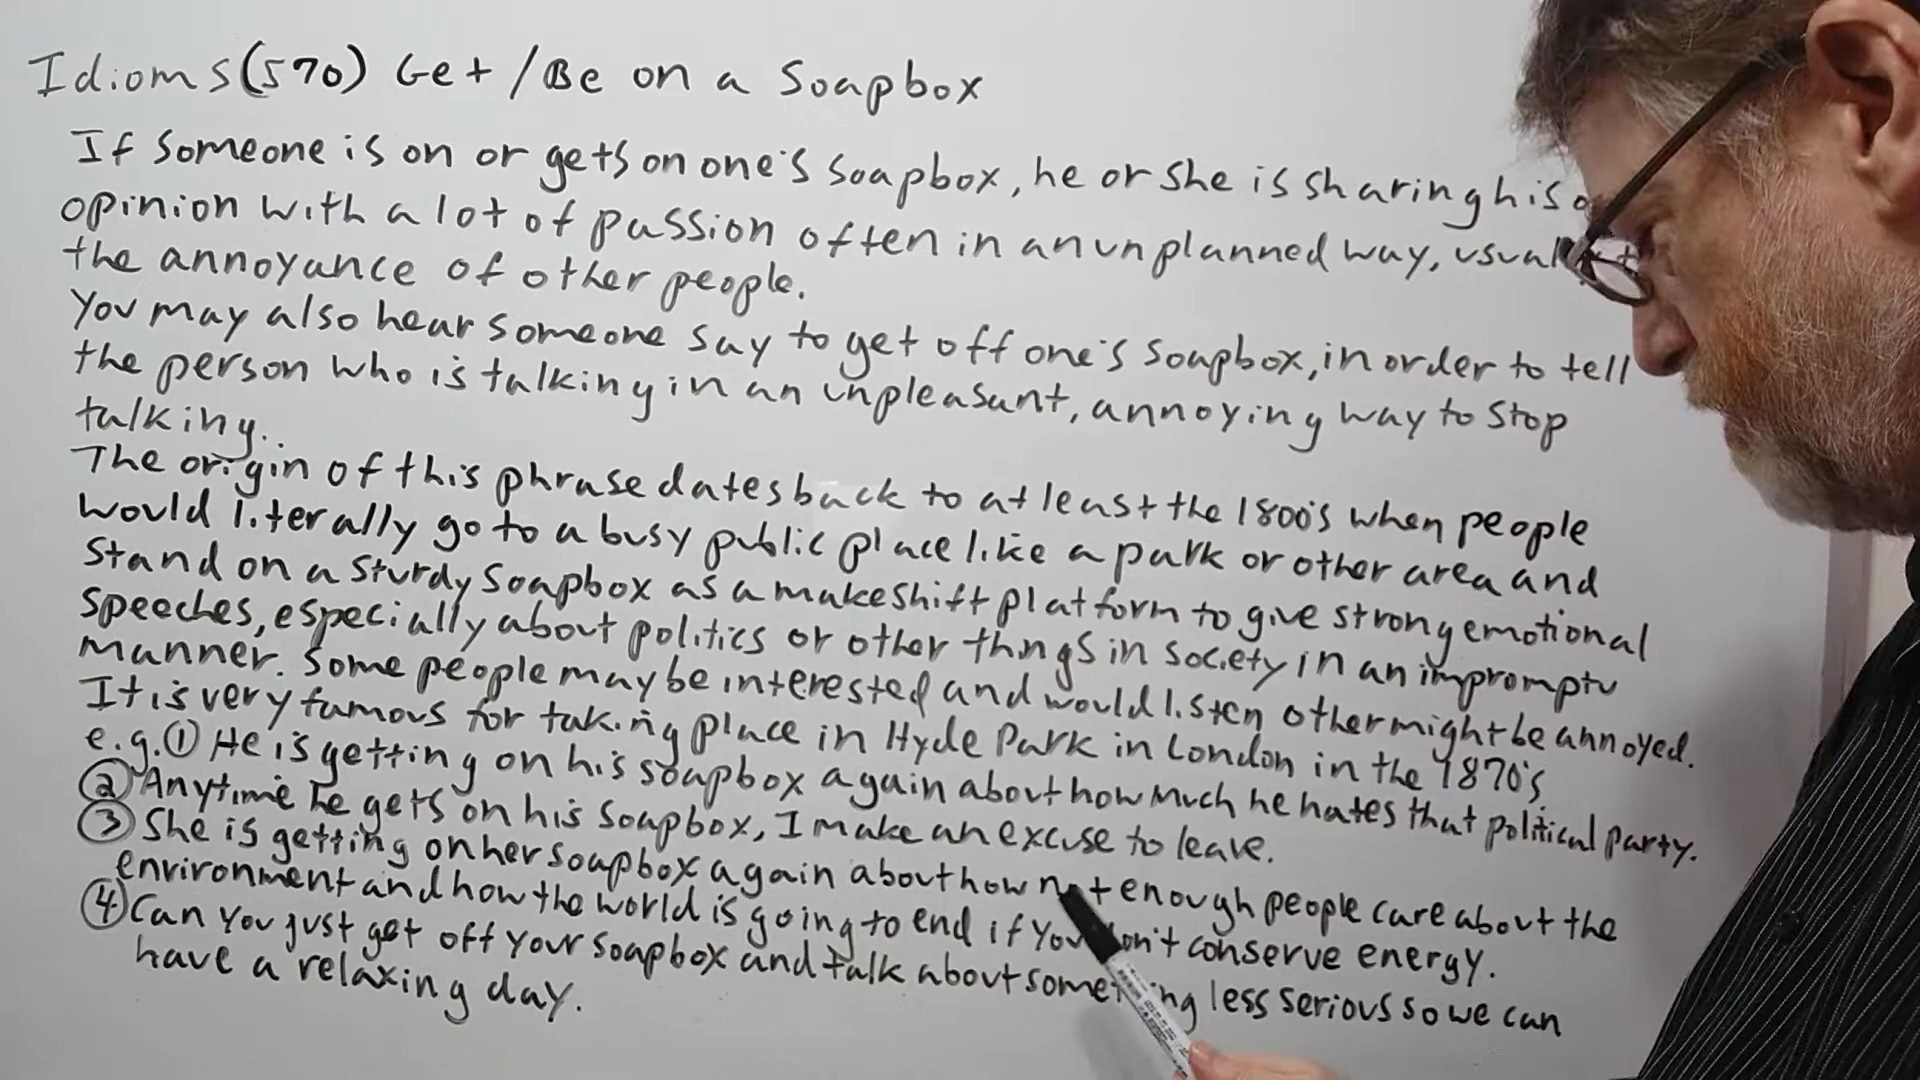 Idioms (570) Get / Be on a Soapbox
If someone is on or gets on one's soapbox, he or she is sharing his
opinion with a lot of passion often in an unplanned way, usual
the annoyance of other people.
You may also hear someone say to get off one's soapbox, in order to tell
the person who is talking in an unpleasant, annoying way to stop
talking..
The origin of this phrase dates back to at least the 1800's when people
would literally go to a busy public place like a park or other area and
stand on a sturdy soapbox as a makeshift platform to give strong emotional
speeches, especially about politics or other things in society in an impromptu
manner. Some people may be interested and would listen other might be annoyed.
It is very famous for taking place in Hyde Park in London in the 1870's
e.g. ① He is getting on his soapbox again about how much he hates that political party.
② Anytime he gets on his soapbox, I make an excuse to leave.
③ She is getting on her soapbox again about how not enough people care about the
environment and how the world is going to end if you don't conserve energy.
④ Can you just get off your soapbox and talk about something less serious so we can
have a relaxing day.